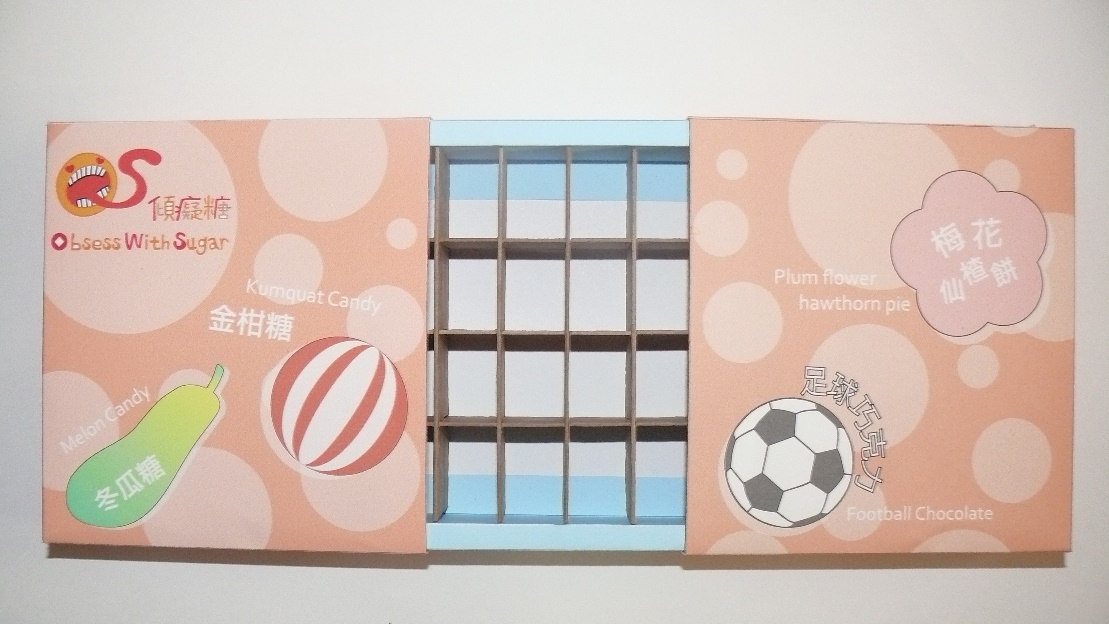 OS 傾癡糖
Obsess With Sugar
Kumquat Candy
金柑糖
Melon Candy
冬瓜糖
梅花
仙楂餅
Plum flower
hawthorn pie
足球巧克力
Football Chocolate